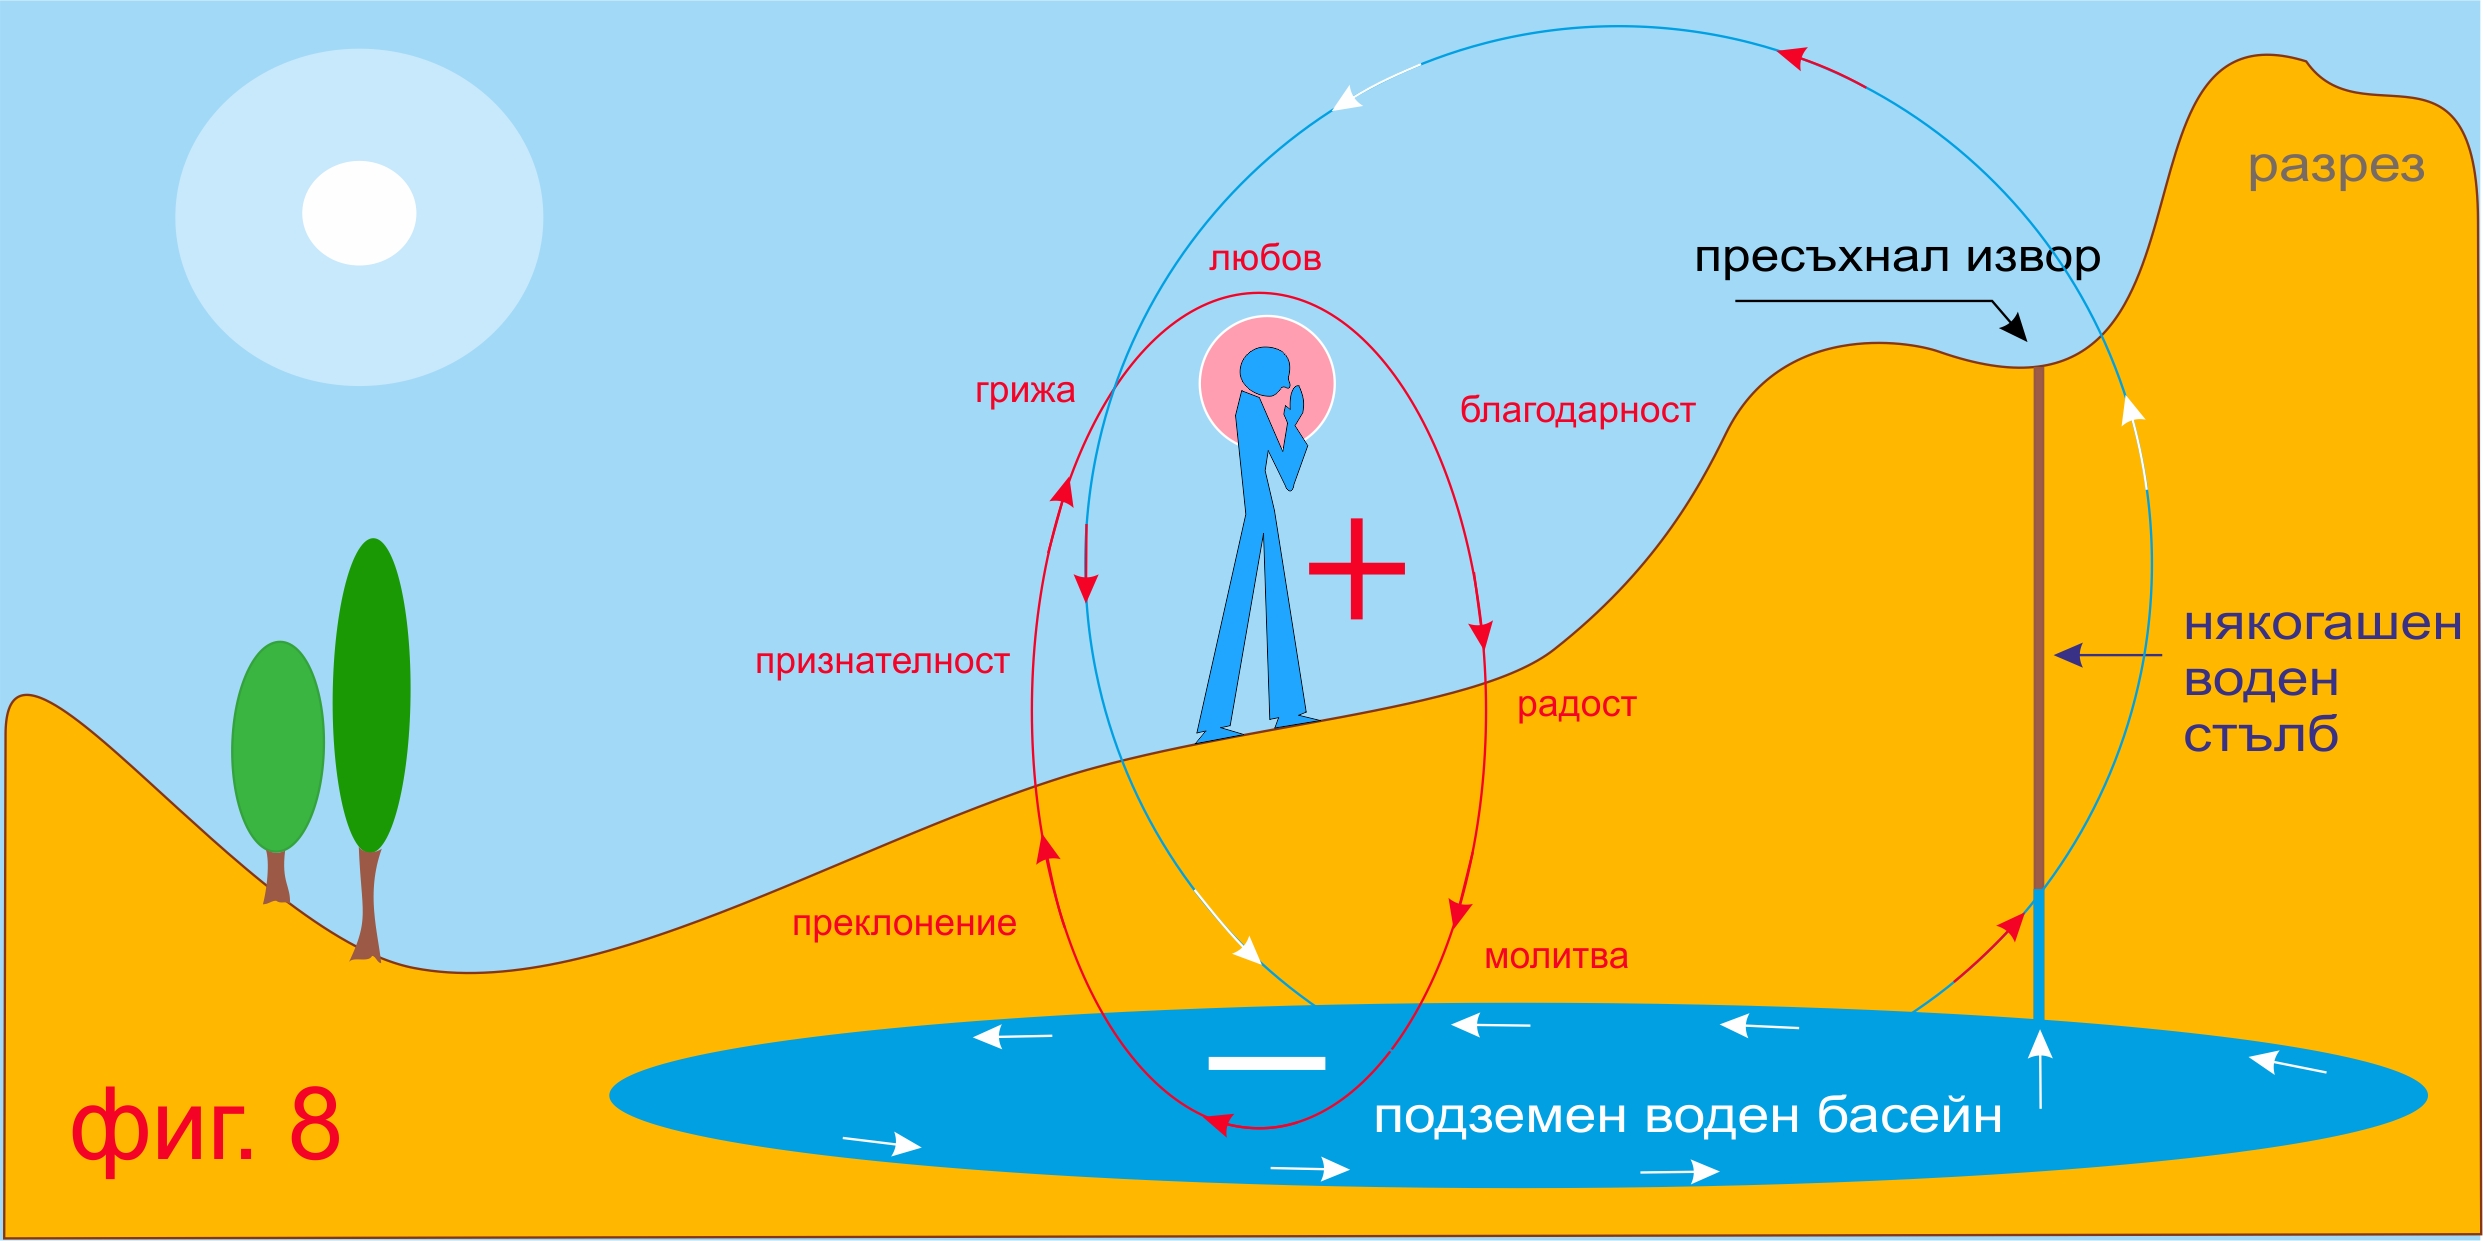 разрез
пресъхнал извор
любов
грижа
благодарност
някогашен
воден
стълб
признателност
радост
преклонение
молитва
подземен воден басейн
фиг. 8